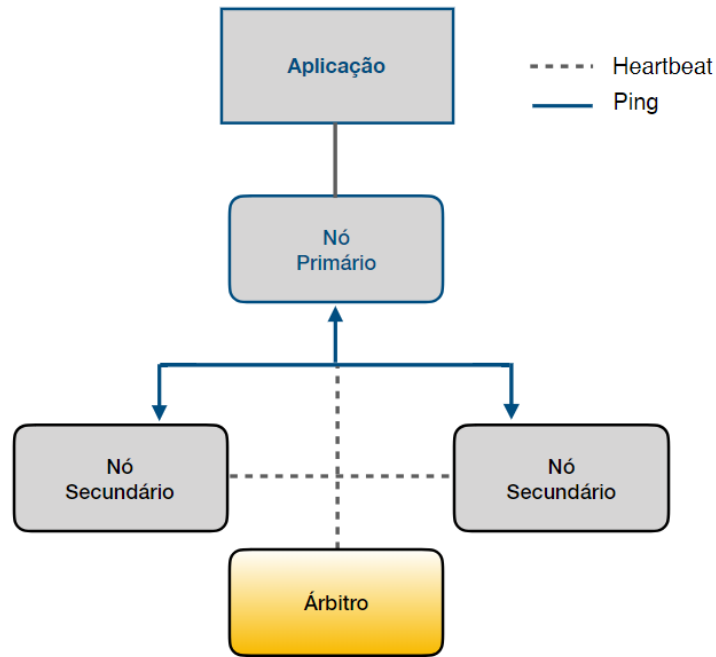 Aplicação
Heartbeat
Ping
Nó
Primário
Nó
Secundário
Nó
Secundário
Árbitro